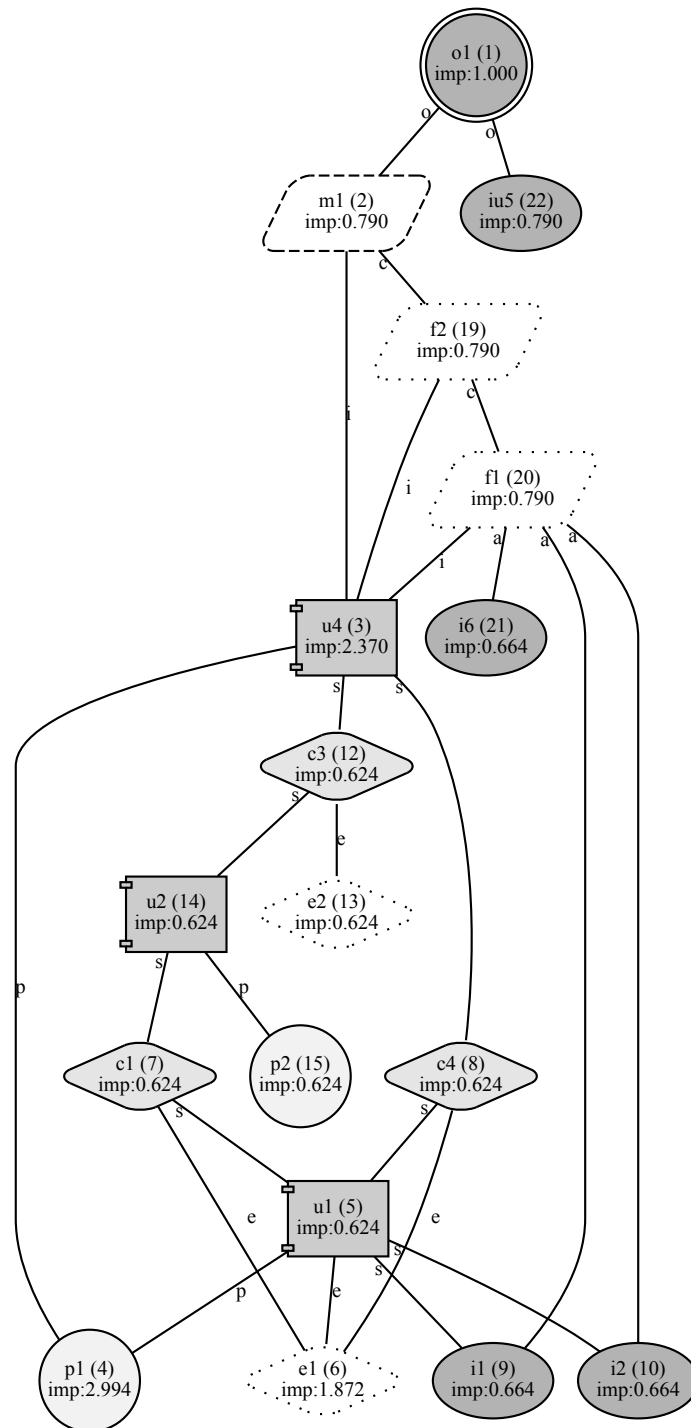 o1 (1)
imp:1.000
o
o
m1 (2)
imp:0.790
iu5 (22)
imp:0.790
c
f2 (19)
imp:0.790
c
i
f1 (20)
imp:0.790
i
a
a
a
i
u4 (3)
imp:2.370
i6 (21)
imp:0.664
s
s
c3 (12)
imp:0.624
s
e
u2 (14)
imp:0.624
e2 (13)
imp:0.624
s
p
p
c1 (7)
imp:0.624
p2 (15)
imp:0.624
c4 (8)
imp:0.624
s
s
u1 (5)
imp:0.624
e
e
s
s
p
e
p1 (4)
imp:2.994
e1 (6)
imp:1.872
i1 (9)
imp:0.664
i2 (10)
imp:0.664